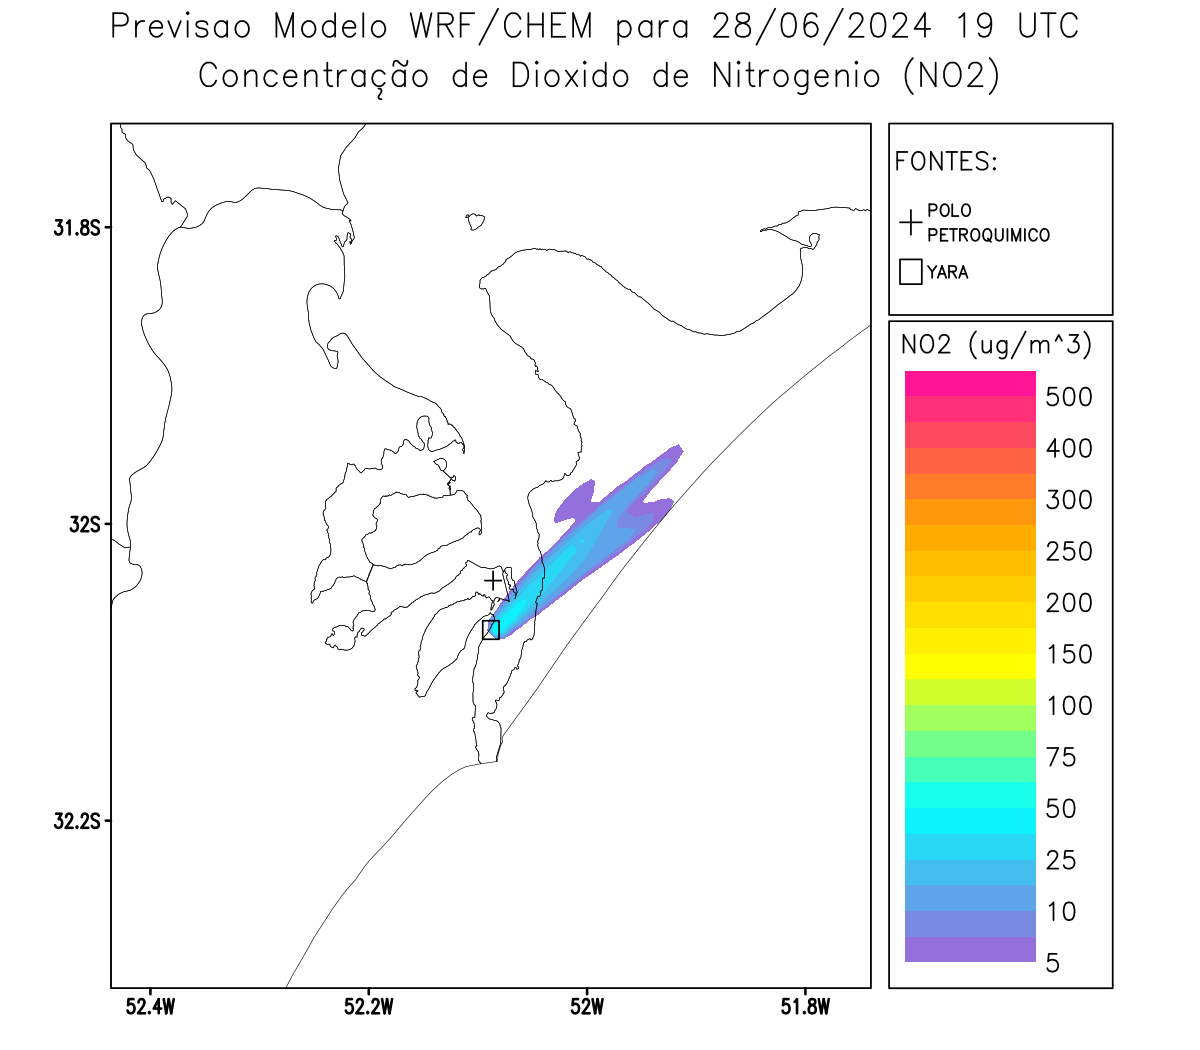 Previsao Modelo WRF/CHEM para 28/06/2024 19 UTC
Concentração de Dioxido de Nitrogenio (NO2)
FONTES:
POLO
PETROQUIMICO
YARA
31.8S
32S
32.2S
52.4W
52.2W
52W
51.8W
NO2 (ug/m^3)
500
400
300
250
200
150
100
75
50
25
10
5